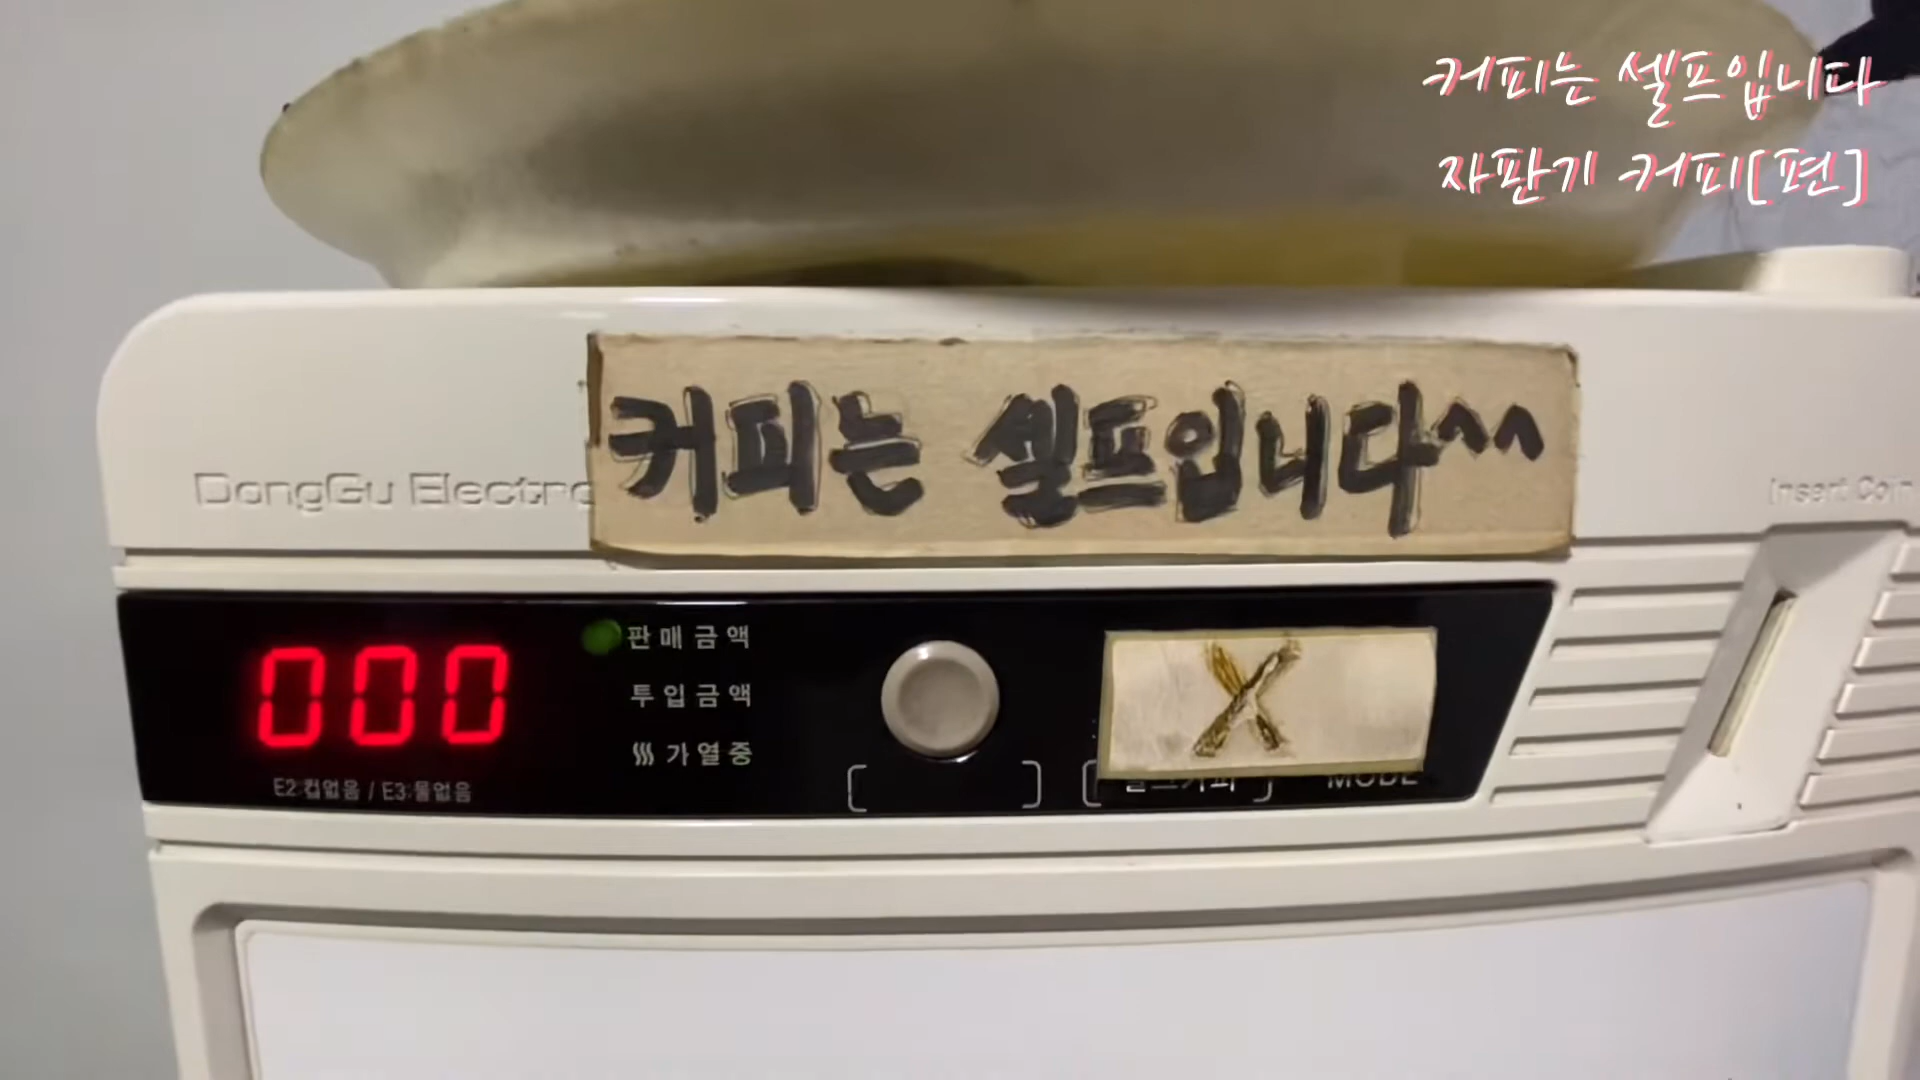 커피는 셀프입니다
자판기 커피[편]
커피는 셀프입니다^^
DongGu Electro
Insert Coin
000
판매금액
투입금액
가열중
E2:컵없음 / E3:물없음
X
MODE